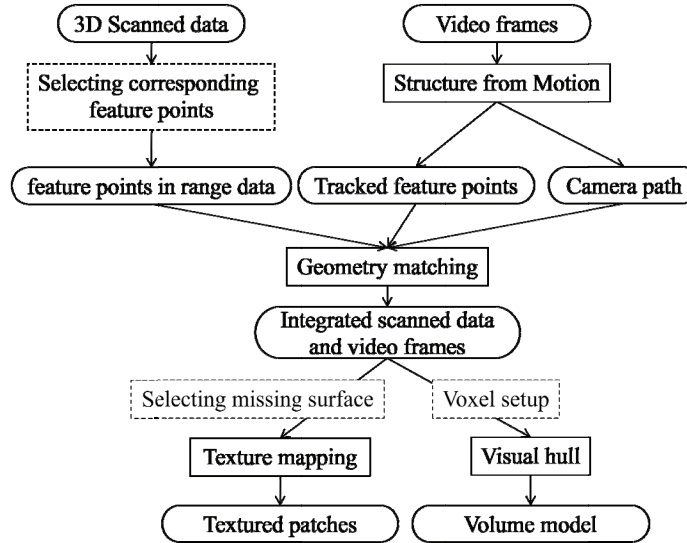 3D Scanned data
Video frames
Selecting corresponding
feature points
Structure from Motion
feature points in range data
Tracked feature points
Camera path
Geometry matching
Integrated scanned data
and video frames
Selecting missing surface
Voxel setup
Texture mapping
Visual hull
Textured patches
Volume model